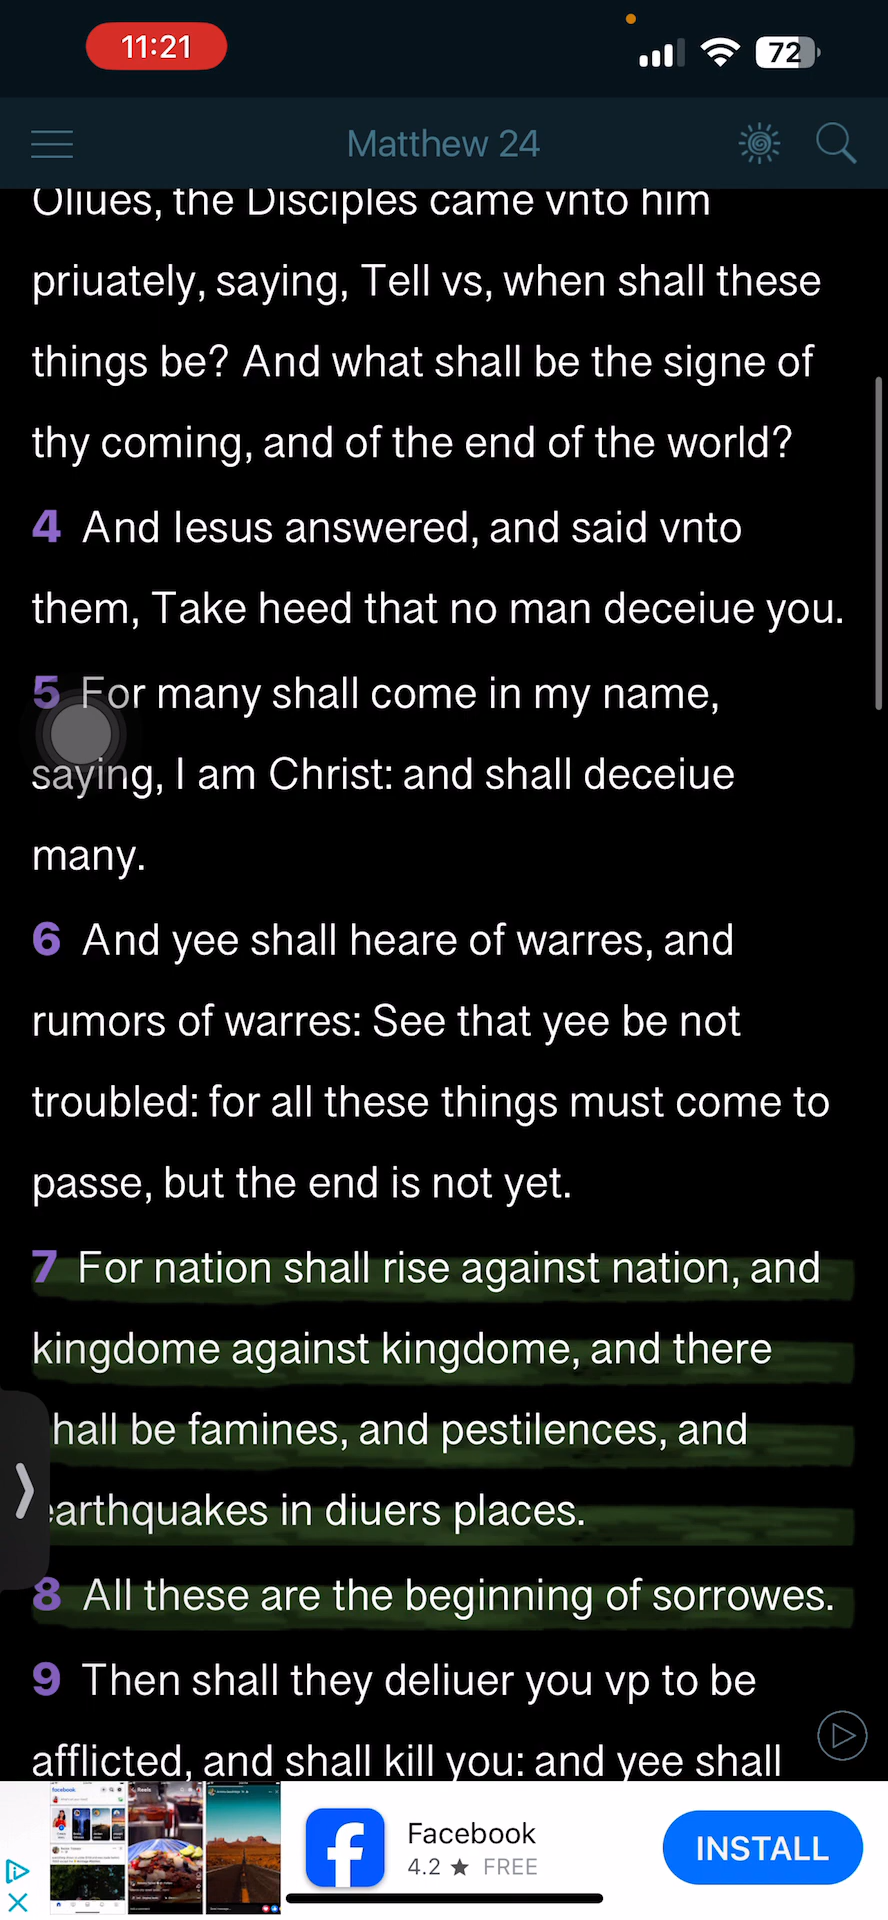 11:21
72
Matthew 24
Oliues, the Disciples came vnto him
priuately, saying, Tell vs, when shall these
things be? And what shall be the signe of
thy coming, and of the end of the world?
4 And Iesus answered, and said vnto
them, Take heed that no man deceiue you.
5 For many shall come in my name,
saying, I am Christ: and shall deceiue
many.
6 And yee shall heare of warres, and
rumors of warres: See that yee be not
troubled: for all these things must come to
passe, but the end is not yet.
7 For nation shall rise against nation, and
kingdome against kingdome, and there
hall be famines, and pestilences, and
earthquakes in diuers places.
8 All these are the beginning of sorrowes.
9 Then shall they deliuer you vp to be
afflicted, and shall kill you: and yee shall
facebook
Reels
Facebook
4.2 ★ FREE
INSTALL